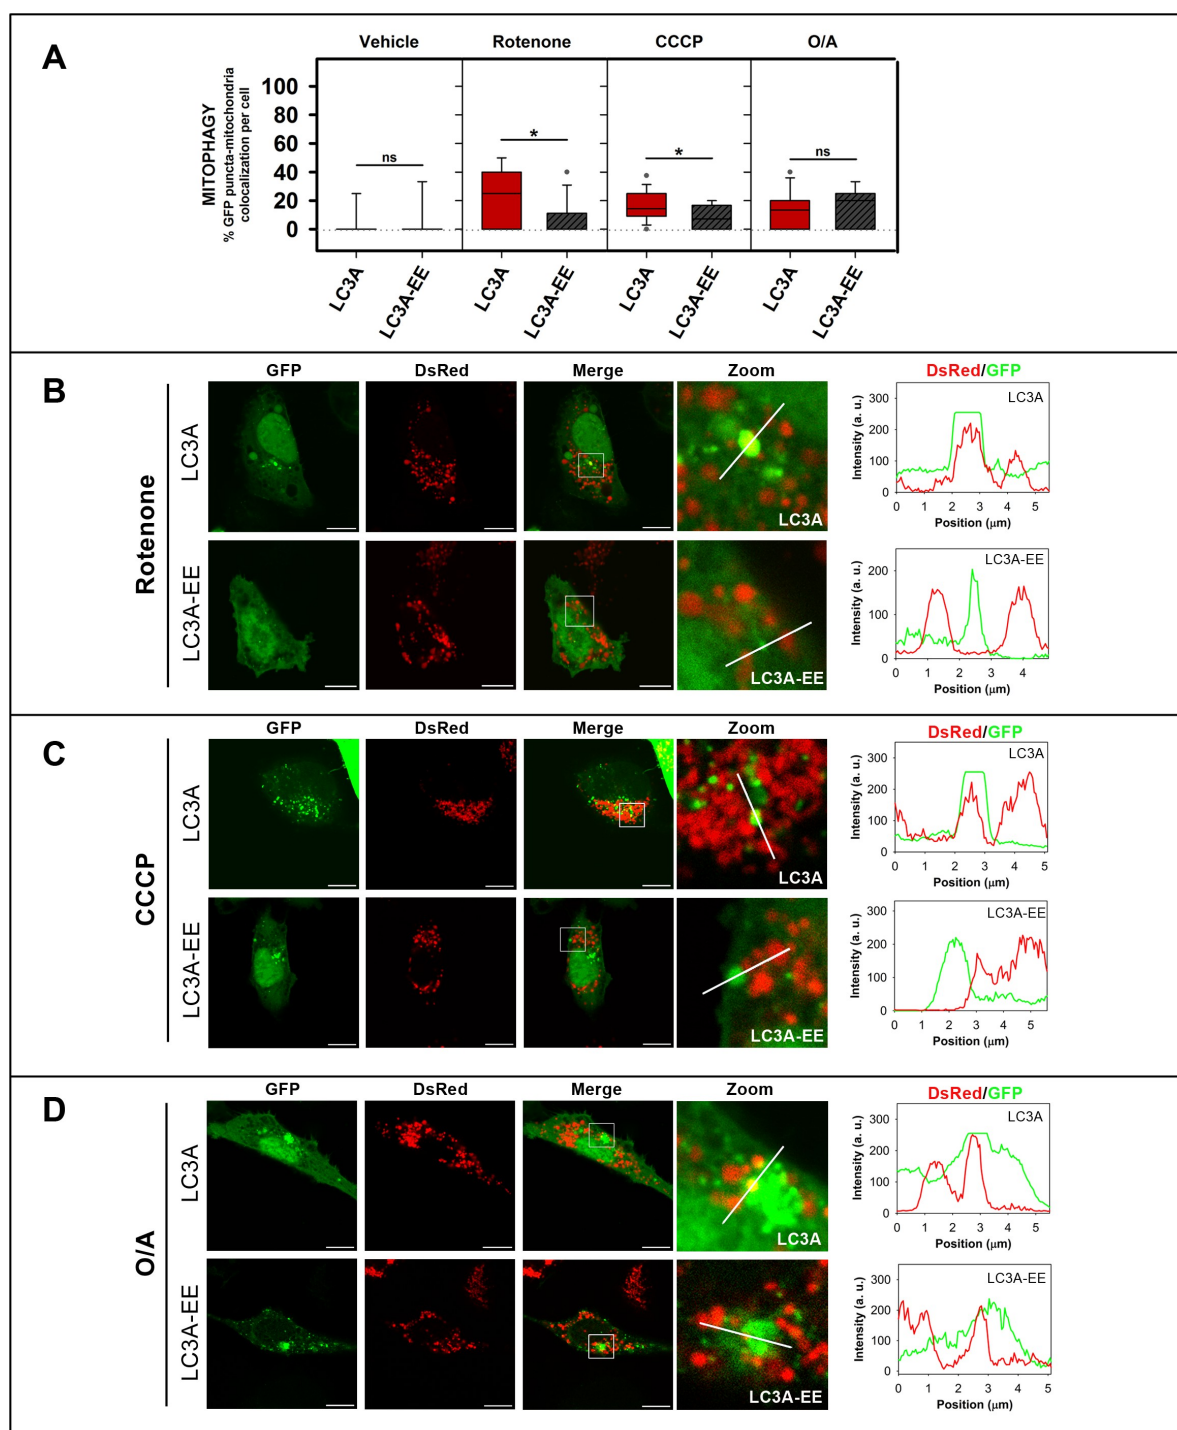 A
Vehicle Rotenone CCCP O/A
MITOPHAGY
% GFP puncta-mitochondria
colocalization per cell
100
80
60
40
20
0
ns * * ns
LC3A LC3A-EE LC3A LC3A-EE LC3A LC3A-EE LC3A LC3A-EE
B
Rotenone
GFP DsRed Merge Zoom DsRed/GFP
LC3A
LC3A
LC3A
Intensity (a. u.)
300
200
100
0
0 1 2 3 4 5
Position (μm)
LC3A-EE
LC3A-EE
LC3A-EE
Intensity (a. u.)
200
100
0
0 1 2 3 4
Position (μm)
C
CCCP
GFP DsRed Merge Zoom DsRed/GFP
LC3A
LC3A
LC3A
Intensity (a. u.)
300
200
100
0
0 1 2 3 4 5
Position (μm)
LC3A-EE
LC3A-EE
LC3A-EE
Intensity (a. u.)
300
200
100
0
0 1 2 3 4 5
Position (μm)
D
O/A
GFP DsRed Merge Zoom DsRed/GFP
LC3A
LC3A
LC3A
Intensity (a. u.)
300
200
100
0
0 1 2 3 4 5
Position (μm)
LC3A-EE
LC3A-EE
LC3A-EE
Intensity (a. u.)
300
200
100
0
0 1 2 3 4 5
Position (μm)